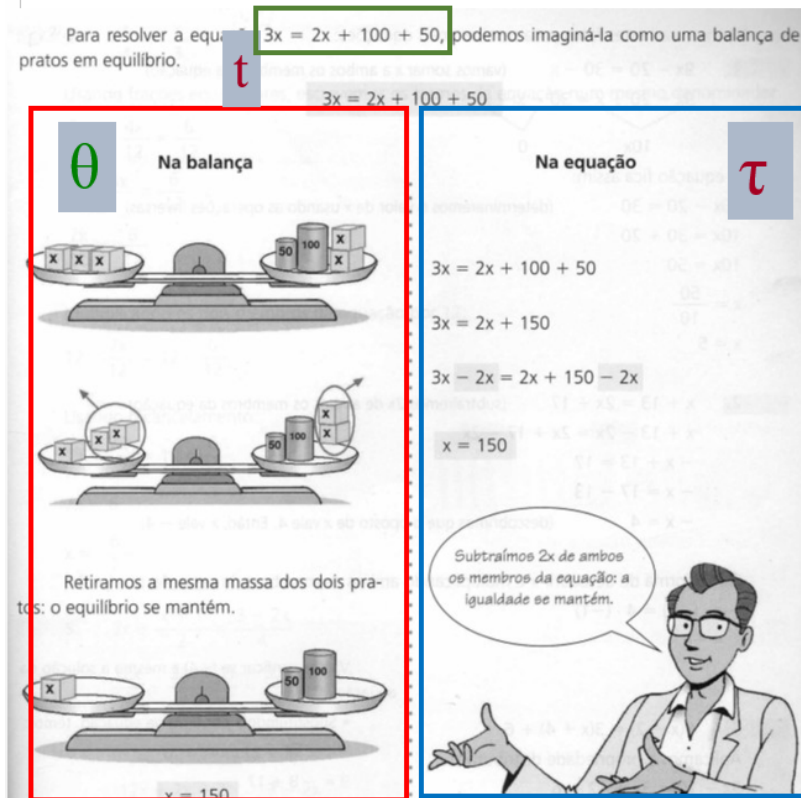 Para resolver a equa 3x = 2x + 100 + 50, podemos imaginá-la como uma balança de
pratos em equilíbrio.
t
3x = 2x + 100 + 50
θ
Na balança
x x x
50 100 x x
x x x
50 100 x x
Retiramos a mesma massa dos dois pra-
tos: o equilíbrio se mantém.
x
50 100
x = 150
Na equação
τ
3x = 2x + 100 + 50
3x = 2x + 150
3x − 2x = 2x + 150 − 2x
x = 150
Subtraímos 2x de ambos
os membros da equação: a
igualdade se mantém.